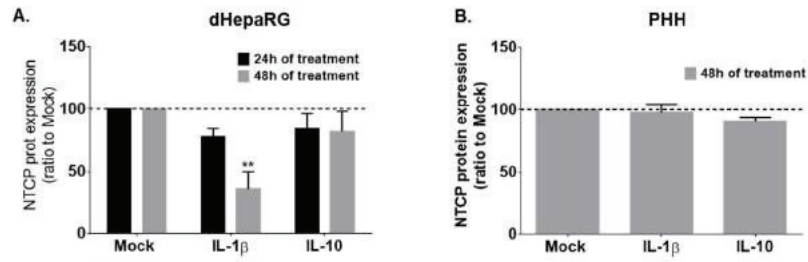 A.
dHepaRG
NTCP prot expression
(ratio to Mock)
150
100
50
0
24h of treatment
48h of treatment
**
Mock
IL-1β
IL-10
B.
PHH
NTCP protein expression
(ratio to Mock)
150
100
50
0
48h of treatment
Mock
IL-1β
IL-10